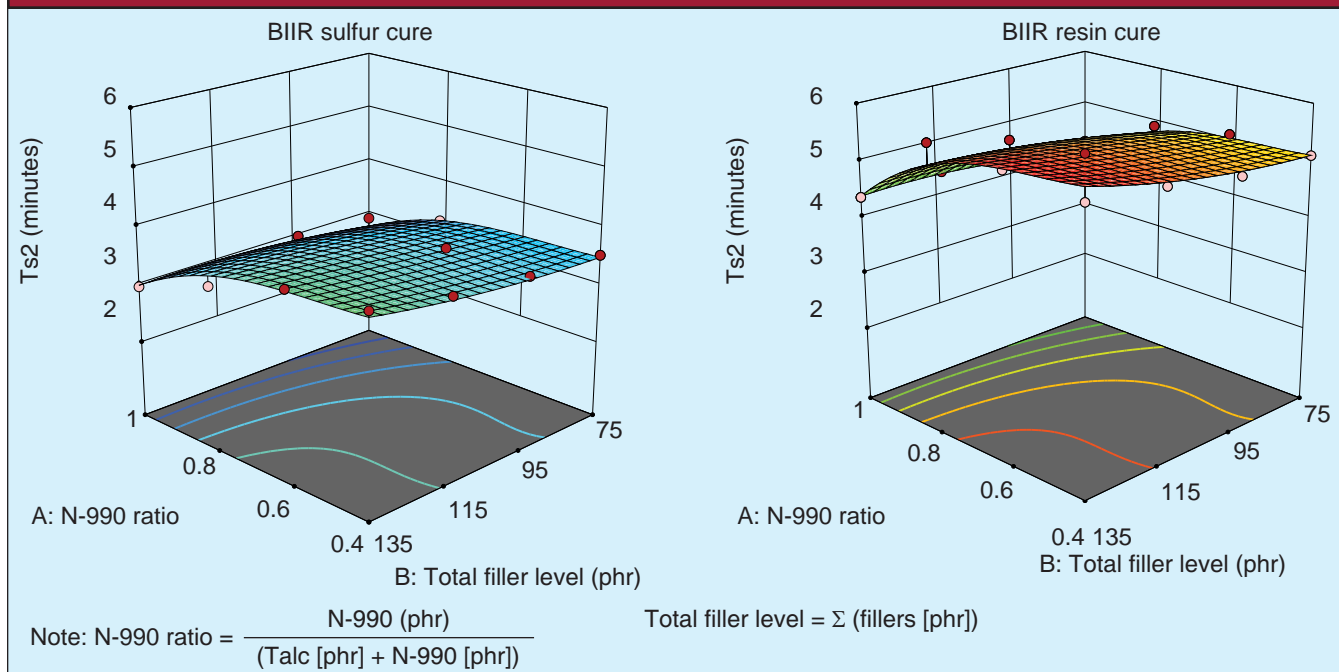 BIIR sulfur cure
6
5
4
3
2
Ts2 (minutes)
1
0.8
0.6
0.4 135
115
95
75
A: N-990 ratio
B: Total filler level (phr)
BIIR resin cure
6
5
4
3
2
Ts2 (minutes)
1
0.8
0.6
0.4 135
115
95
75
A: N-990 ratio
B: Total filler level (phr)
Note: N-990 ratio = N-990 (phr)
(Talc [phr] + N-990 [phr])
Total filler level = Σ (fillers [phr])